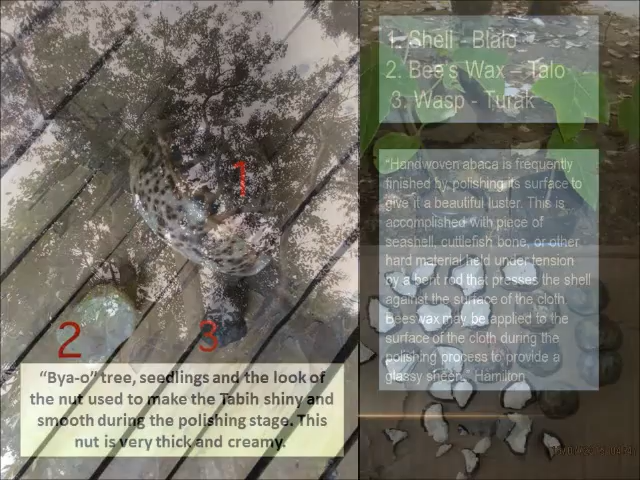 1
2
3
"Bya-o" tree, seedlings and the look of
the nut used to make the Tabih shiny and
smooth during the polishing stage. This
nut is very thick and creamy.
1. Shell - Blalo
2. Bee's Wax - Talo
3. Wasp - Turak
"Handwoven abaca is frequently
finished by polishing its surface to
give it a beautiful luster. This is
accomplished with piece of
seashell, cuttlefish bone, or other
hard material held under tension
by a bent rod that presses the shell
against the surface of the cloth
Bees wax may be applied to the
surface of the cloth during the
polishing process to provide a
glassy sheen." Hamilton